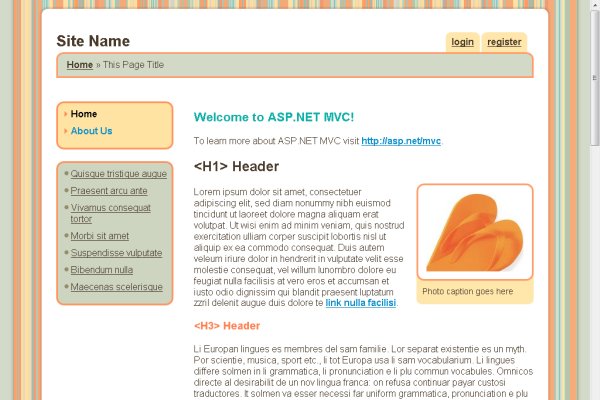 Site Name
login register
Home » This Page Title
Home
About Us
Quisque tristique augue
Praesent arcu ante
Vivamus consequat
tortor
Morbi sit amet
Suspendisse vulputate
Bibendum nulla
Maecenas scelerisque
Welcome to ASP.NET MVC!
To learn more about ASP.NET MVC visit http://asp.net/mvc.
<H1> Header
Lorem ipsum dolor sit amet, consectetuer
adipiscing elit, sed diam nonummy nibh euismod
tincidunt ut laoreet dolore magna aliquam erat
volutpat. Ut wisi enim ad minim veniam, quis nostrud
exercitation ulliam corper suscipit lobortis nisl ut
aliquip ex ea commodo consequat. Duis autem
veleum iriure dolor in hendrerit in vulputate velit esse
molestie consequat, vel willum lunombro dolore eu
feugiat nulla facilisis at vero eros et accumsan et
iusto odio dignissim qui blandit praesent luptatum
zzril delenit augue duis dolore te link nulla facilisi.
Photo caption goes here
<H3> Header
Li Europan lingues es membres del sam familie. Lor separat existentie es un myth.
Por scientie, musica, sport etc., li tot Europa usa li sam vocabularium. Li lingues
differe solmen in li grammatica, li pronunciation e li plu commun vocabules. Omnicos
directe al desirabilit de un nov lingua franca: on refusa continuar payar custosi
traductores. It solmen va esser necessi far uniform grammatica, pronunciation e plu